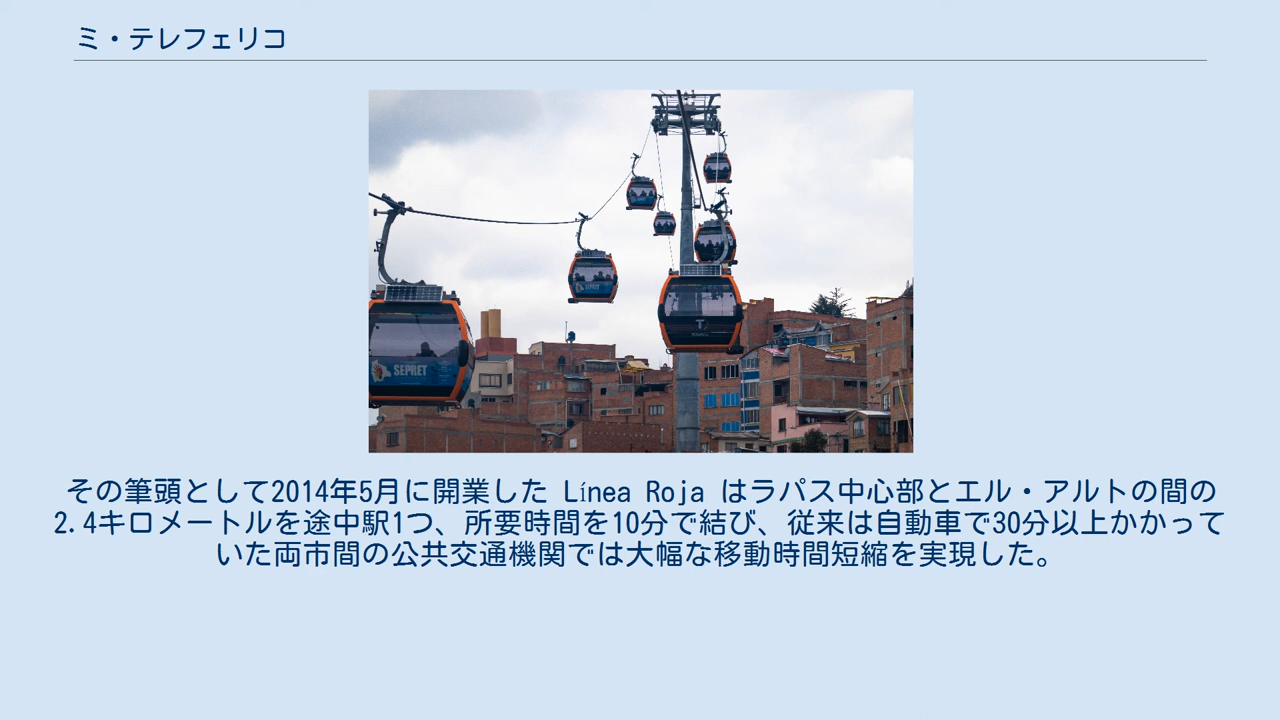 ミ・テレフェリコ
SEPRET
SEPRET
その筆頭として2014年5月に開業した Línea Roja はラパス中心部とエル・アルトの間の
2.4キロメートルを途中駅1つ、所要時間を10分で結び、従来は自動車で30分以上かかって
いた両市間の公共交通機関では大幅な移動時間短縮を実現した。